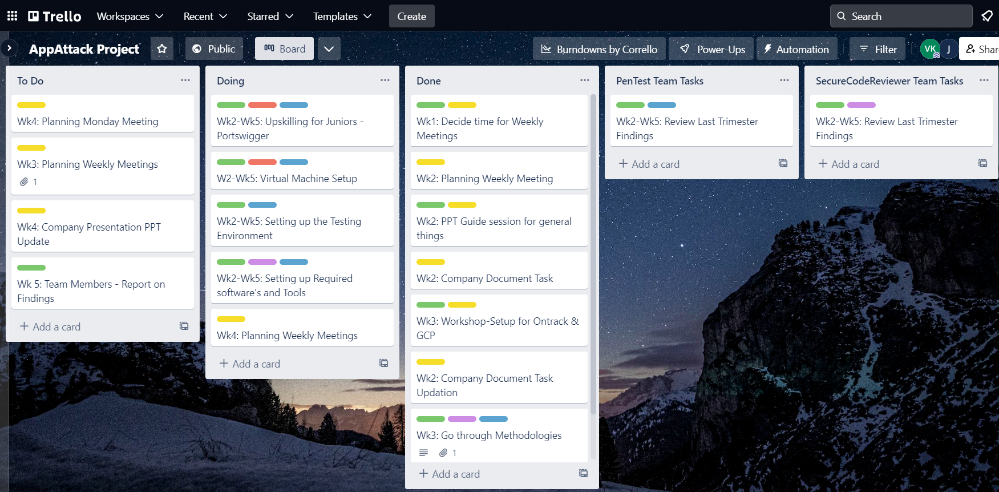 Trello
Workspaces
Recent
Starred
Templates
Create
Search
AppAttack Project
Public
Board
Burndowns by Corrello
Power-Ups
Automation
Filter
VK
J
Shar
To Do
Wk4: Planning Monday Meeting
Wk3: Planning Weekly Meetings
1
Wk4: Company Presentation PPT
Update
Wk 5: Team Members - Report on
Findings
+ Add a card
Doing
Wk2-Wk5: Upskilling for Juniors -
Portswigger
W2-Wk5: Virtual Machine Setup
Wk2-Wk5: Setting up the Testing
Environment
Wk2-Wk5: Setting up Required
software's and Tools
Wk4: Planning Weekly Meetings
+ Add a card
Done
Wk1: Decide time for Weekly
Meetings
Wk2: Planning Weekly Meeting
Wk2: PPT Guide session for general
things
Wk2: Company Document Task
Wk3: Workshop-Setup for Ontrack &
GCP
Wk2: Company Document Task
Updation
Wk3: Go through Methodologies
1
+ Add a card
PenTest Team Tasks
Wk2-Wk5: Review Last Trimester
Findings
+ Add a card
SecureCodeReviewer Team Tasks
Wk2-Wk5: Review Last Trimester
Findings
+ Add a card